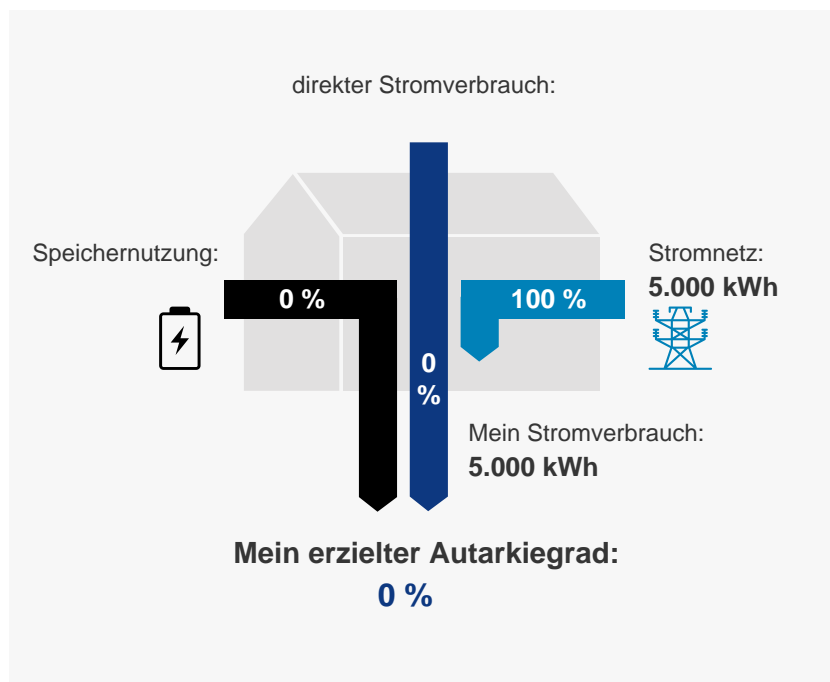 direkter Stromverbrauch:
Speichernutzung:
Stromnetz:
5.000 kWh
0 %
100 %
0
%
Mein Stromverbrauch:
5.000 kWh
Mein erzielter Autarkiegrad:
0 %